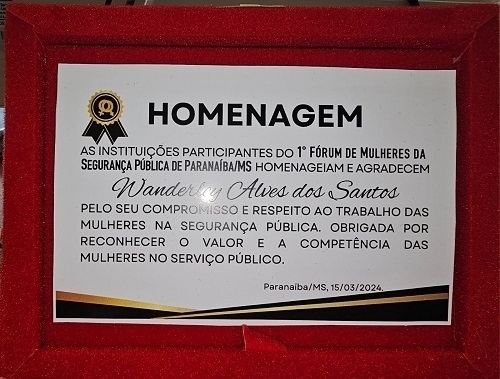 HOMENAGEM
AS INSTITUIÇÕES PARTICIPANTES DO 1° FÓRUM DE MULHERES DA
SEGURANÇA PÚBLICA DE PARANAÍBA/MS HOMENAGEIAM E AGRADECEM
Wanderley Alves dos Santos
PELO SEU COMPROMISSO E RESPEITO AO TRABALHO DAS
MULHERES NA SEGURANÇA PÚBLICA. OBRIGADA POR
RECONHECER O VALOR E A COMPETÊNCIA DAS
MULHERES NO SERVIÇO PÚBLICO.
Paranaíba/MS, 15/03/2024.